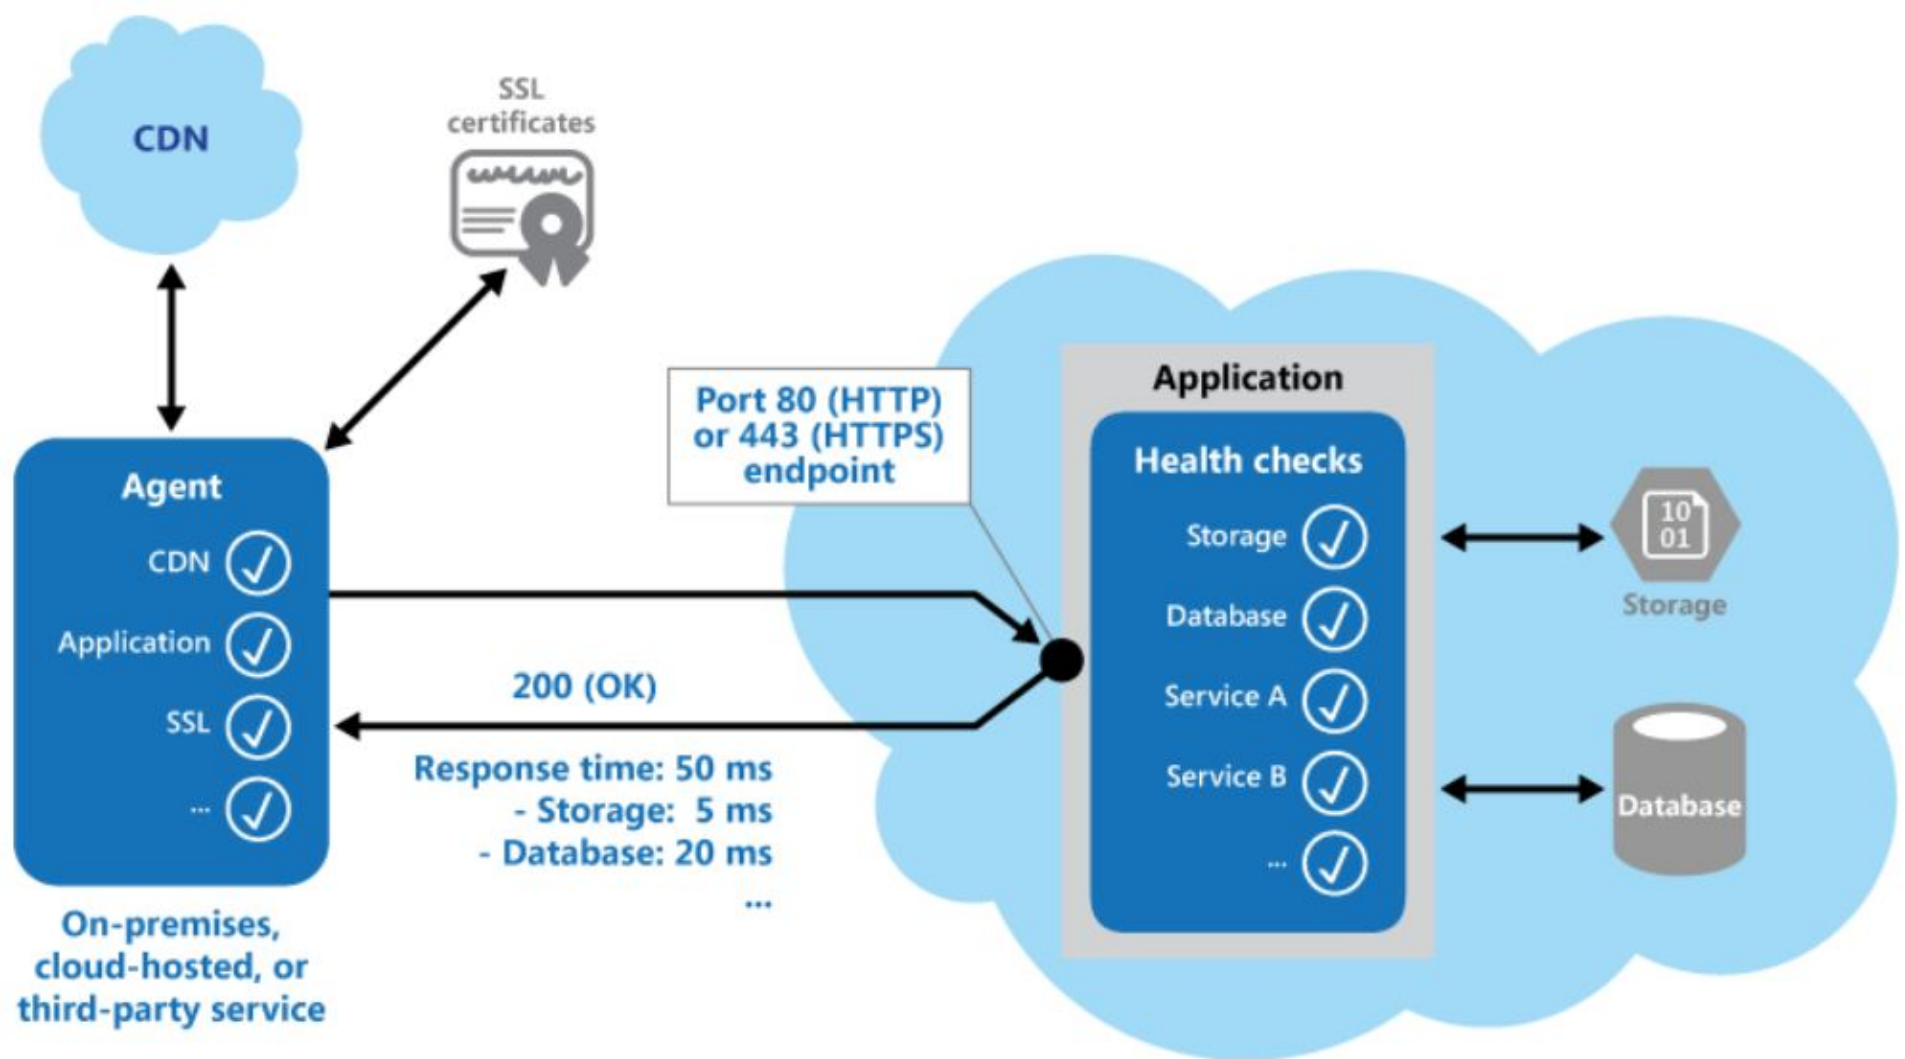 CDN
SSL
certificates
Agent
CDN
Application
SSL
...
On-premises,
cloud-hosted, or
third-party service
Port 80 (HTTP)
or 443 (HTTPS)
endpoint
200 (OK)
Response time: 50 ms
- Storage: 5 ms
- Database: 20 ms
...
Application
Health checks
Storage
Database
Service A
Service B
...
10
01
Storage
Database